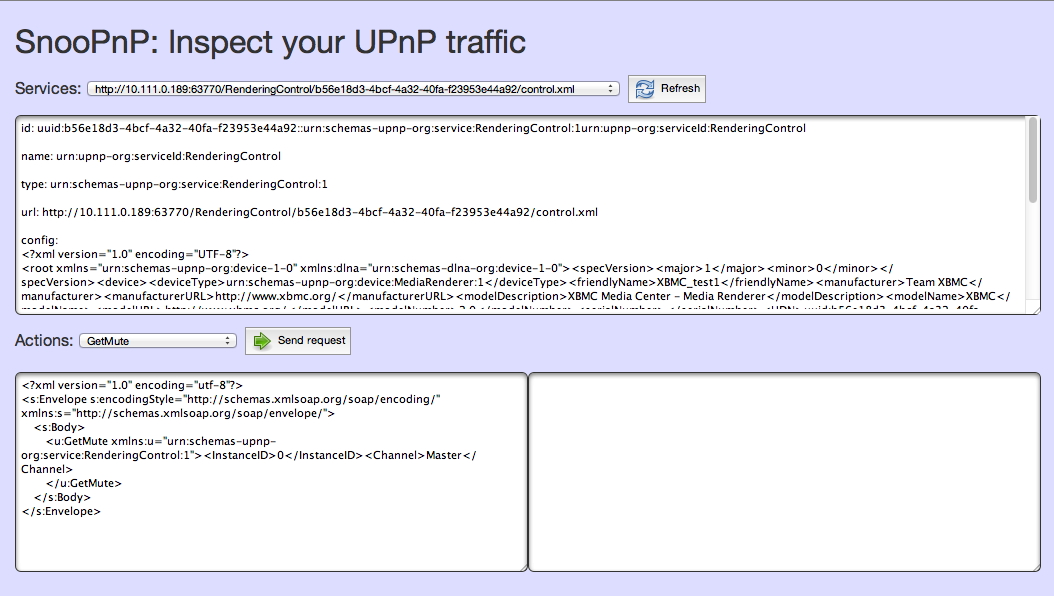 SnooPnP: Inspect your UPnP traffic
Services: http://10.111.0.189:63770/RenderingControl/b56e18d3-4bcf-4a32-40fa-f23953e44a92/control.xml Refresh
id: uuid:b56e18d3-4bcf-4a32-40fa-f23953e44a92::urn:schemas-upnp-org:service:RenderingControl:1urn:upnp-org:serviceId:RenderingControl
name: urn:upnp-org:serviceId:RenderingControl
type: urn:schemas-upnp-org:service:RenderingControl:1
url: http://10.111.0.189:63770/RenderingControl/b56e18d3-4bcf-4a32-40fa-f23953e44a92/control.xml
config:
<?xml version="1.0" encoding="UTF-8"?>
<root xmlns="urn:schemas-upnp-org:device-1-0" xmlns:dlna="urn:schemas-dlna-org:device-1-0"><specVersion><major>1</major><minor>0</minor></
specVersion><device><deviceType>urn:schemas-upnp-org:device:MediaRenderer:1</deviceType><friendlyName>XBMC_test1</friendlyName><manufacturer>Team XBMC</
manufacturer><manufacturerURL>http://www.xbmc.org/</manufacturerURL><modelDescription>XBMC Media Center - Media Renderer</modelDescription><modelName>XBMC</
Actions: GetMute Send request
<?xml version="1.0" encoding="utf-8"?>
<s:Envelope s:encodingStyle="http://schemas.xmlsoap.org/soap/encoding/"
xmlns:s="http://schemas.xmlsoap.org/soap/envelope/">
<s:Body>
<u:GetMute xmlns:u="urn:schemas-upnp-
org:service:RenderingControl:1"><InstanceID>0</InstanceID><Channel>Master</
Channel>
</u:GetMute>
</s:Body>
</s:Envelope>